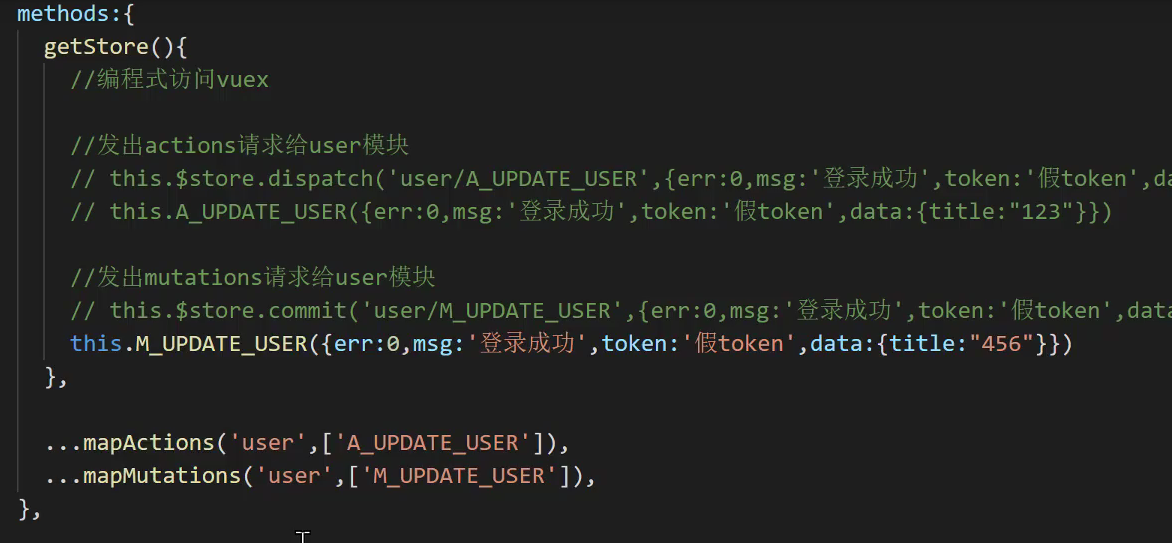 methods:{
getStore(){
//编程式访问vuex
//发出actions请求给user模块
// this.$store.dispatch('user/A_UPDATE_USER',{err:0,msg:'登录成功',token:'假token',da
// this.A_UPDATE_USER({err:0,msg:'登录成功',token:'假token',data:{title:"123"}})
//发出mutations请求给user模块
// this.$store.commit('user/M_UPDATE_USER',{err:0,msg:'登录成功',token:'假token',data
this.M_UPDATE_USER({err:0,msg:'登录成功',token:'假token',data:{title:"456"}})
},
...mapActions('user',['A_UPDATE_USER']),
...mapMutations('user',['M_UPDATE_USER']),
},